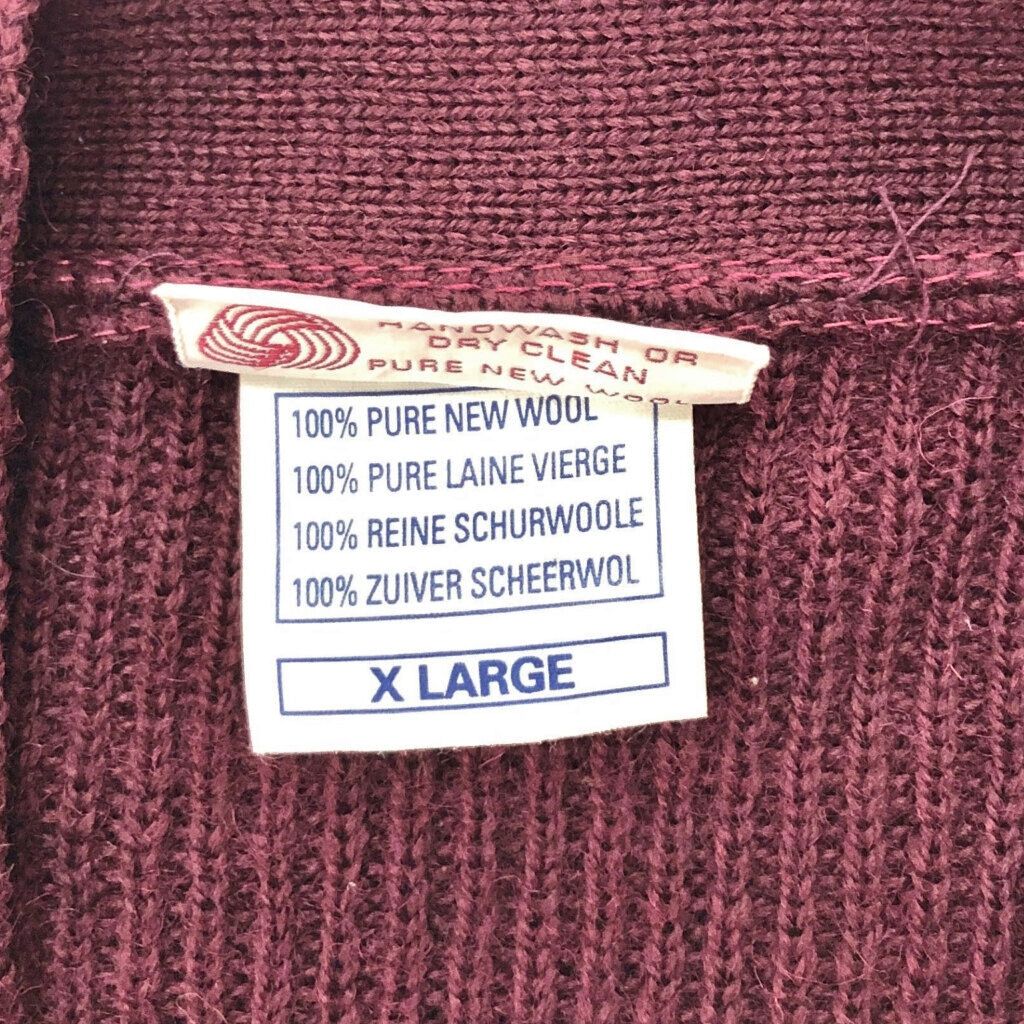 HANDWASH OR
DRY CLEAN
PURE NEW WOOL
100% PURE NEW WOOL
100% PURE LAINE VIERGE
100% REINE SCHURWOOLE
100% ZUIVER SCHEERWOL
X LARGE